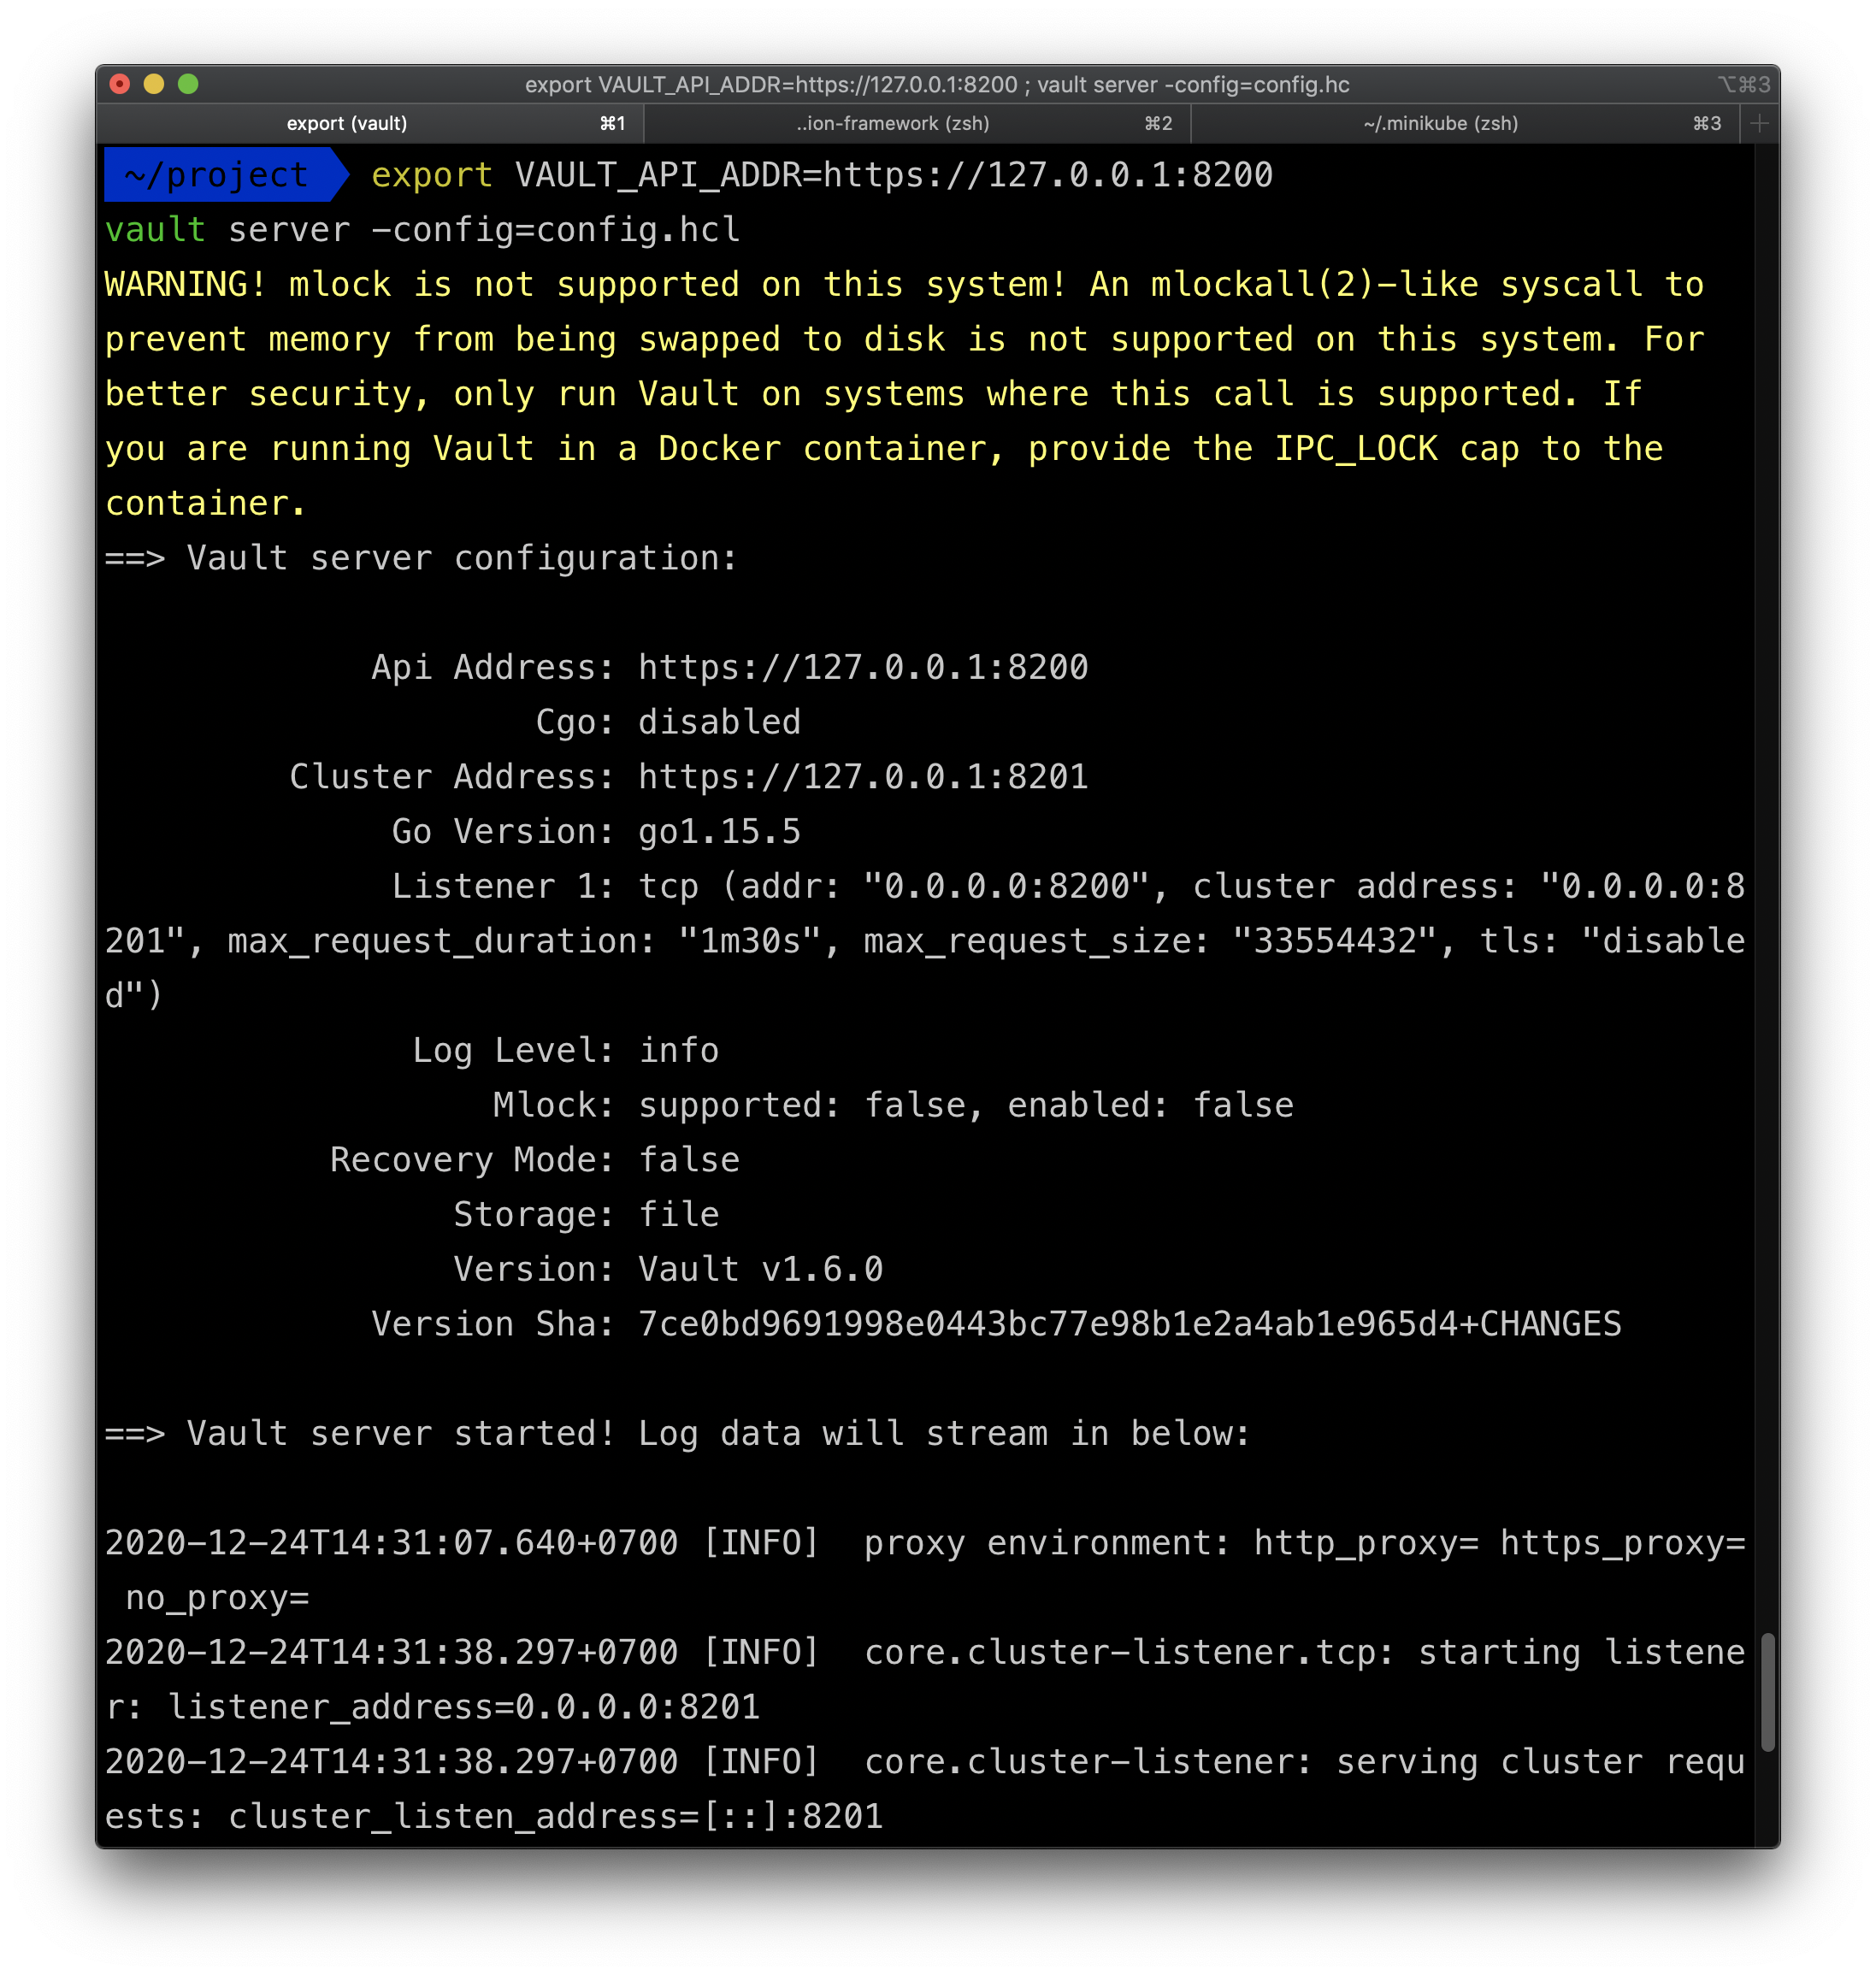 export VAULT_API_ADDR=https://127.0.0.1:8200 ; vault server -config=config.hc ⌥⌘3
export (vault) ⌘1 ..ion-framework (zsh) ⌘2 ~/.minikube (zsh) ⌘3 +
~/project export VAULT_API_ADDR=https://127.0.0.1:8200
vault server -config=config.hcl
WARNING! mlock is not supported on this system! An mlockall(2)-like syscall to
prevent memory from being swapped to disk is not supported on this system. For
better security, only run Vault on systems where this call is supported. If
you are running Vault in a Docker container, provide the IPC_LOCK cap to the
container.
==> Vault server configuration:
Api Address: https://127.0.0.1:8200
Cgo: disabled
Cluster Address: https://127.0.0.1:8201
Go Version: go1.15.5
Listener 1: tcp (addr: "0.0.0.0:8200", cluster address: "0.0.0.0:8
201", max_request_duration: "1m30s", max_request_size: "33554432", tls: "disable
d")
Log Level: info
Mlock: supported: false, enabled: false
Recovery Mode: false
Storage: file
Version: Vault v1.6.0
Version Sha: 7ce0bd9691998e0443bc77e98b1e2a4ab1e965d4+CHANGES
==> Vault server started! Log data will stream in below:
2020-12-24T14:31:07.640+0700 [INFO]  proxy environment: http_proxy= https_proxy=
 no_proxy=
2020-12-24T14:31:38.297+0700 [INFO]  core.cluster-listener.tcp: starting listene
r: listener_address=0.0.0.0:8201
2020-12-24T14:31:38.297+0700 [INFO]  core.cluster-listener: serving cluster requ
ests: cluster_listen_address=[::]:8201